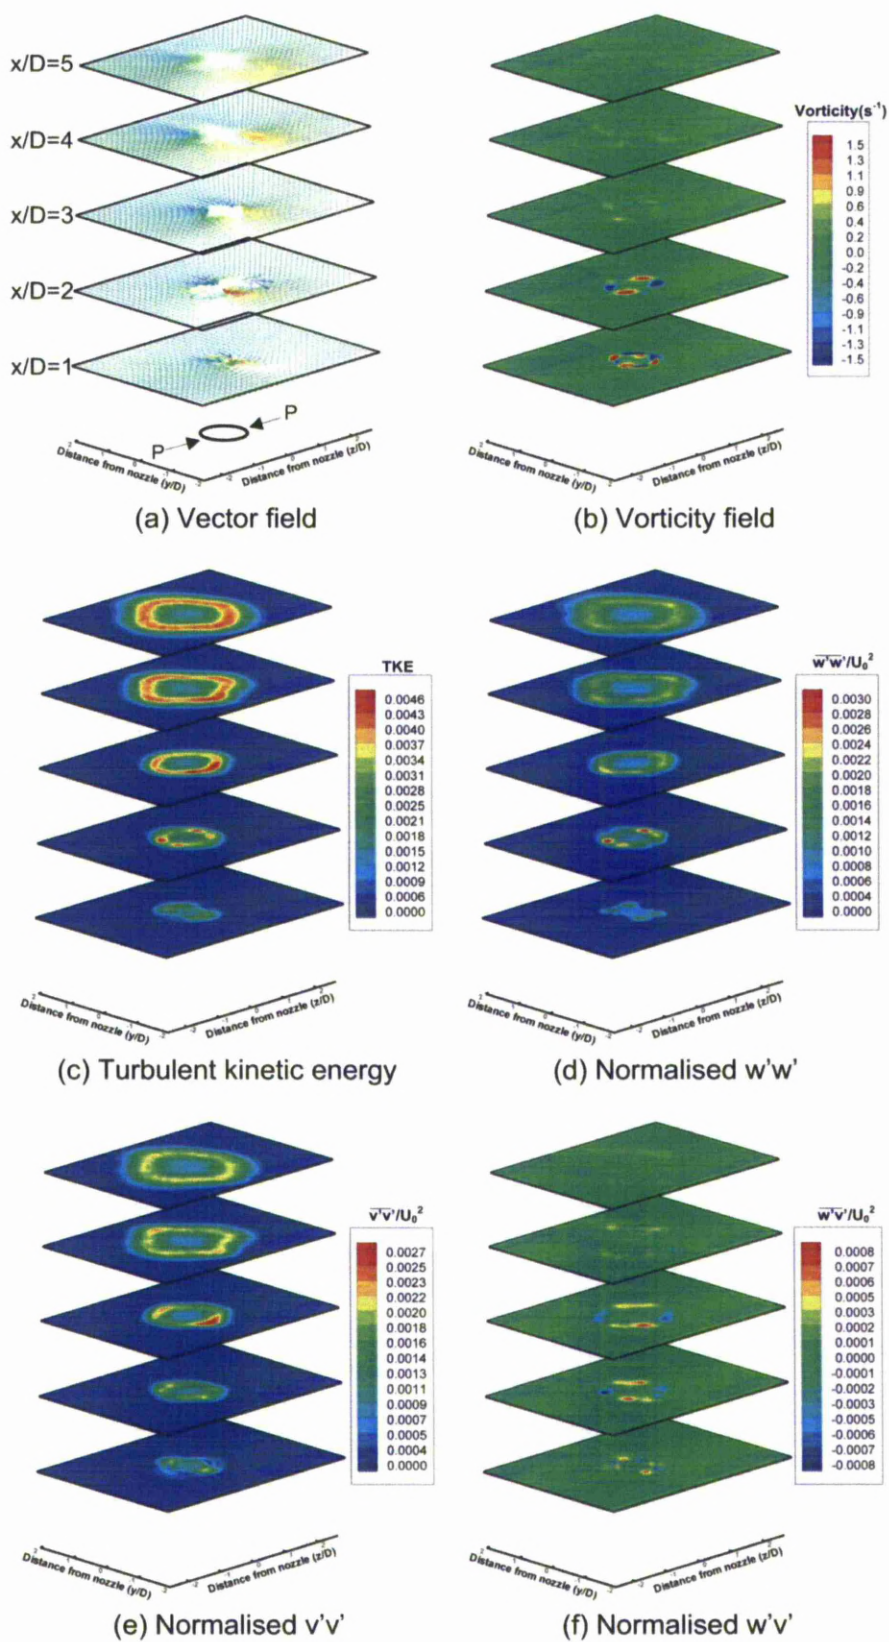 x/D=5
x/D=4
x/D=3
x/D=2
x/D=1
P
P
Distance from nozzle (y/D)
Distance from nozzle (z/D)
(a) Vector field
Vorticity(s⁻¹)
1.5
1.3
1.1
0.9
0.6
0.4
0.2
0.0
-0.2
-0.4
-0.6
-0.9
-1.1
-1.3
-1.5
Distance from nozzle (y/D)
Distance from nozzle (z/D)
(b) Vorticity field
TKE
0.0046
0.0043
0.0040
0.0037
0.0034
0.0031
0.0028
0.0025
0.0021
0.0018
0.0015
0.0012
0.0009
0.0006
0.0000
Distance from nozzle (y/D)
Distance from nozzle (z/D)
(c) Turbulent kinetic energy
w'w'/U₀²
0.0030
0.0028
0.0026
0.0024
0.0022
0.0020
0.0018
0.0016
0.0014
0.0012
0.0010
0.0008
0.0006
0.0004
0.0000
Distance from nozzle (y/D)
Distance from nozzle (z/D)
(d) Normalised w'w'
v'v'/U₀²
0.0027
0.0025
0.0023
0.0022
0.0020
0.0018
0.0016
0.0014
0.0013
0.0011
0.0009
0.0007
0.0005
0.0004
0.0000
Distance from nozzle (y/D)
Distance from nozzle (z/D)
(e) Normalised v'v'
w'v'/U₀²
0.0008
0.0007
0.0006
0.0005
0.0003
0.0002
0.0001
0.0000
-0.0001
-0.0002
-0.0003
-0.0005
-0.0006
-0.0007
-0.0008
Distance from nozzle (y/D)
Distance from nozzle (z/D)
(f) Normalised w'v'